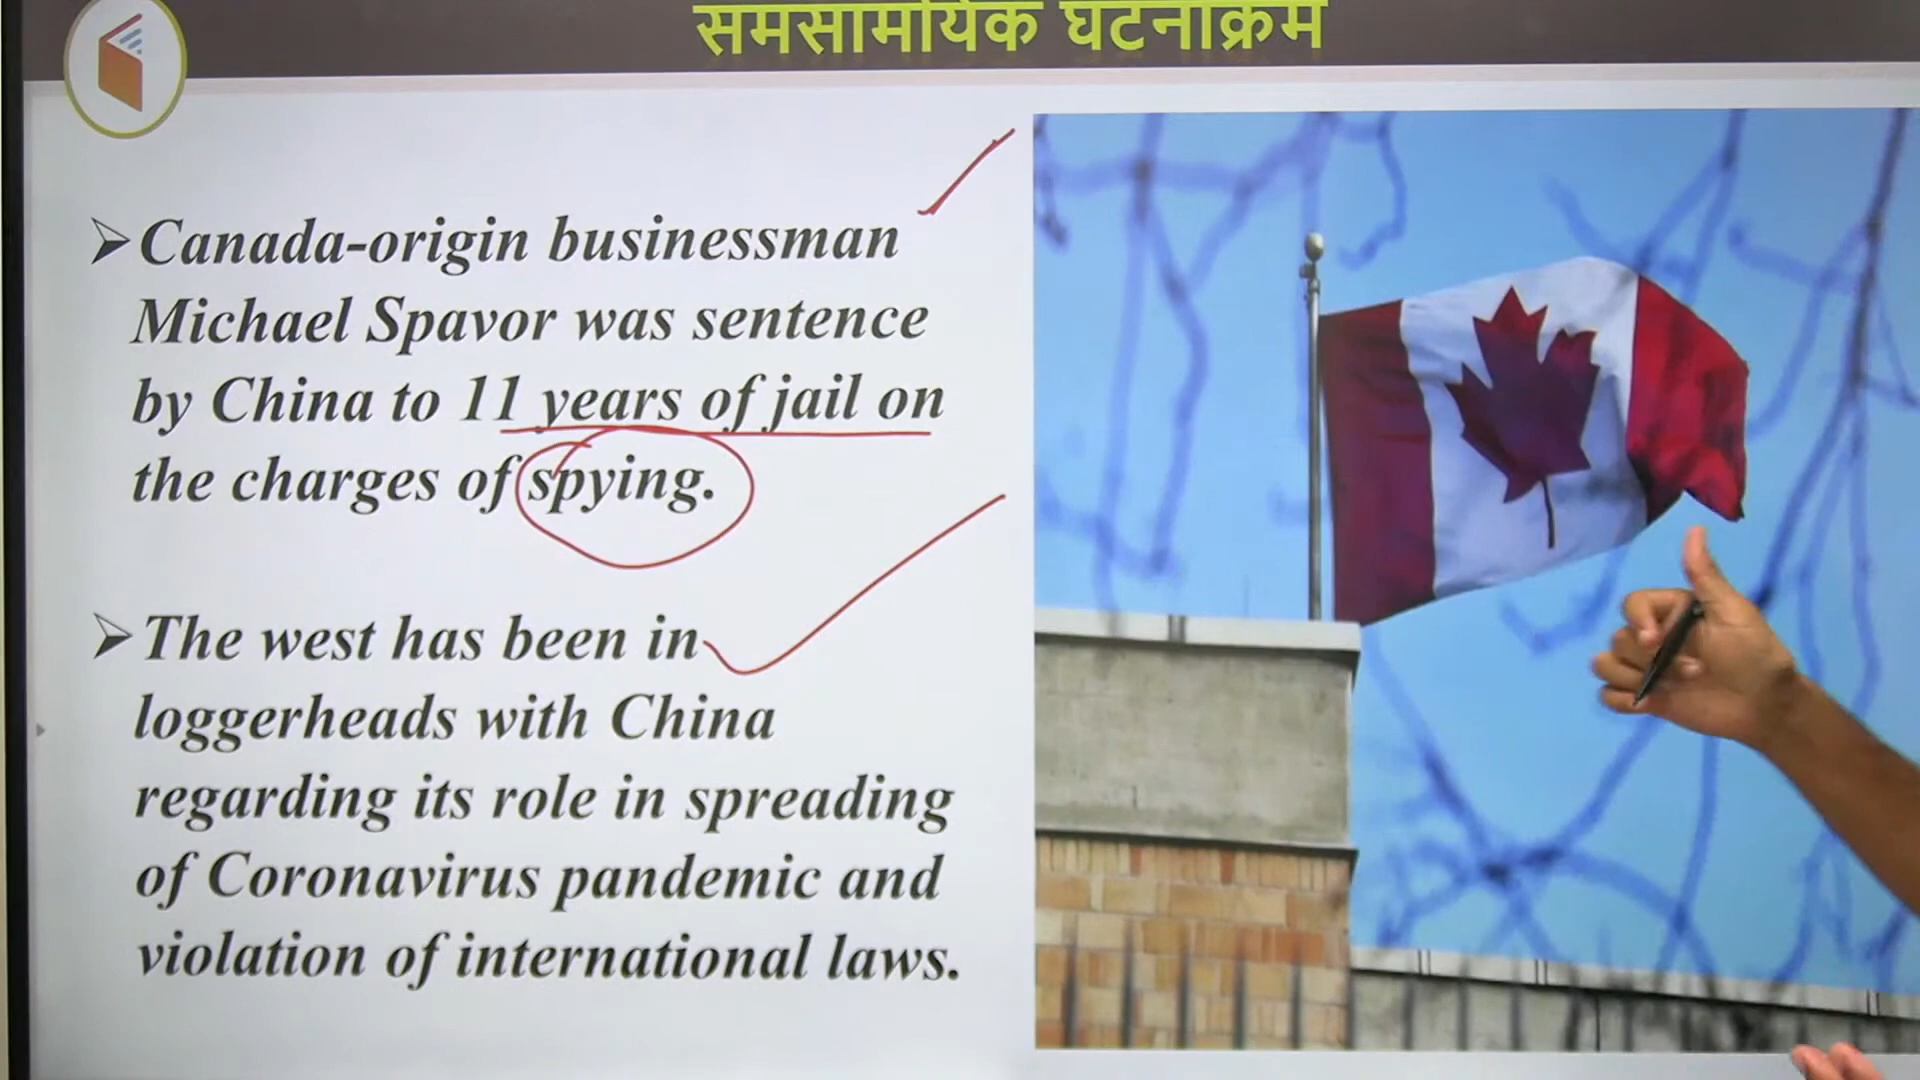 समसामयिक घटनाक्रम
Canada-origin businessman
Michael Spavor was sentence
by China to 11 years of jail on
the charges of spying.
The west has been in
loggerheads with China
regarding its role in spreading
of Coronavirus pandemic and
violation of international laws.